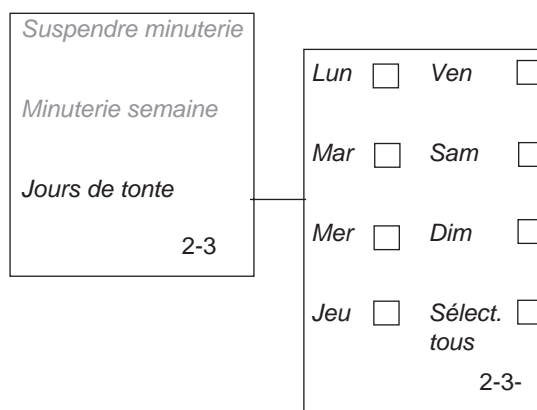 Suspendre minuterie
Minuterie semaine
Jours de tonte
2-3
Lun Ven
Mar Sam
Mer Dim
Jeu Sélect.
tous
2-3-